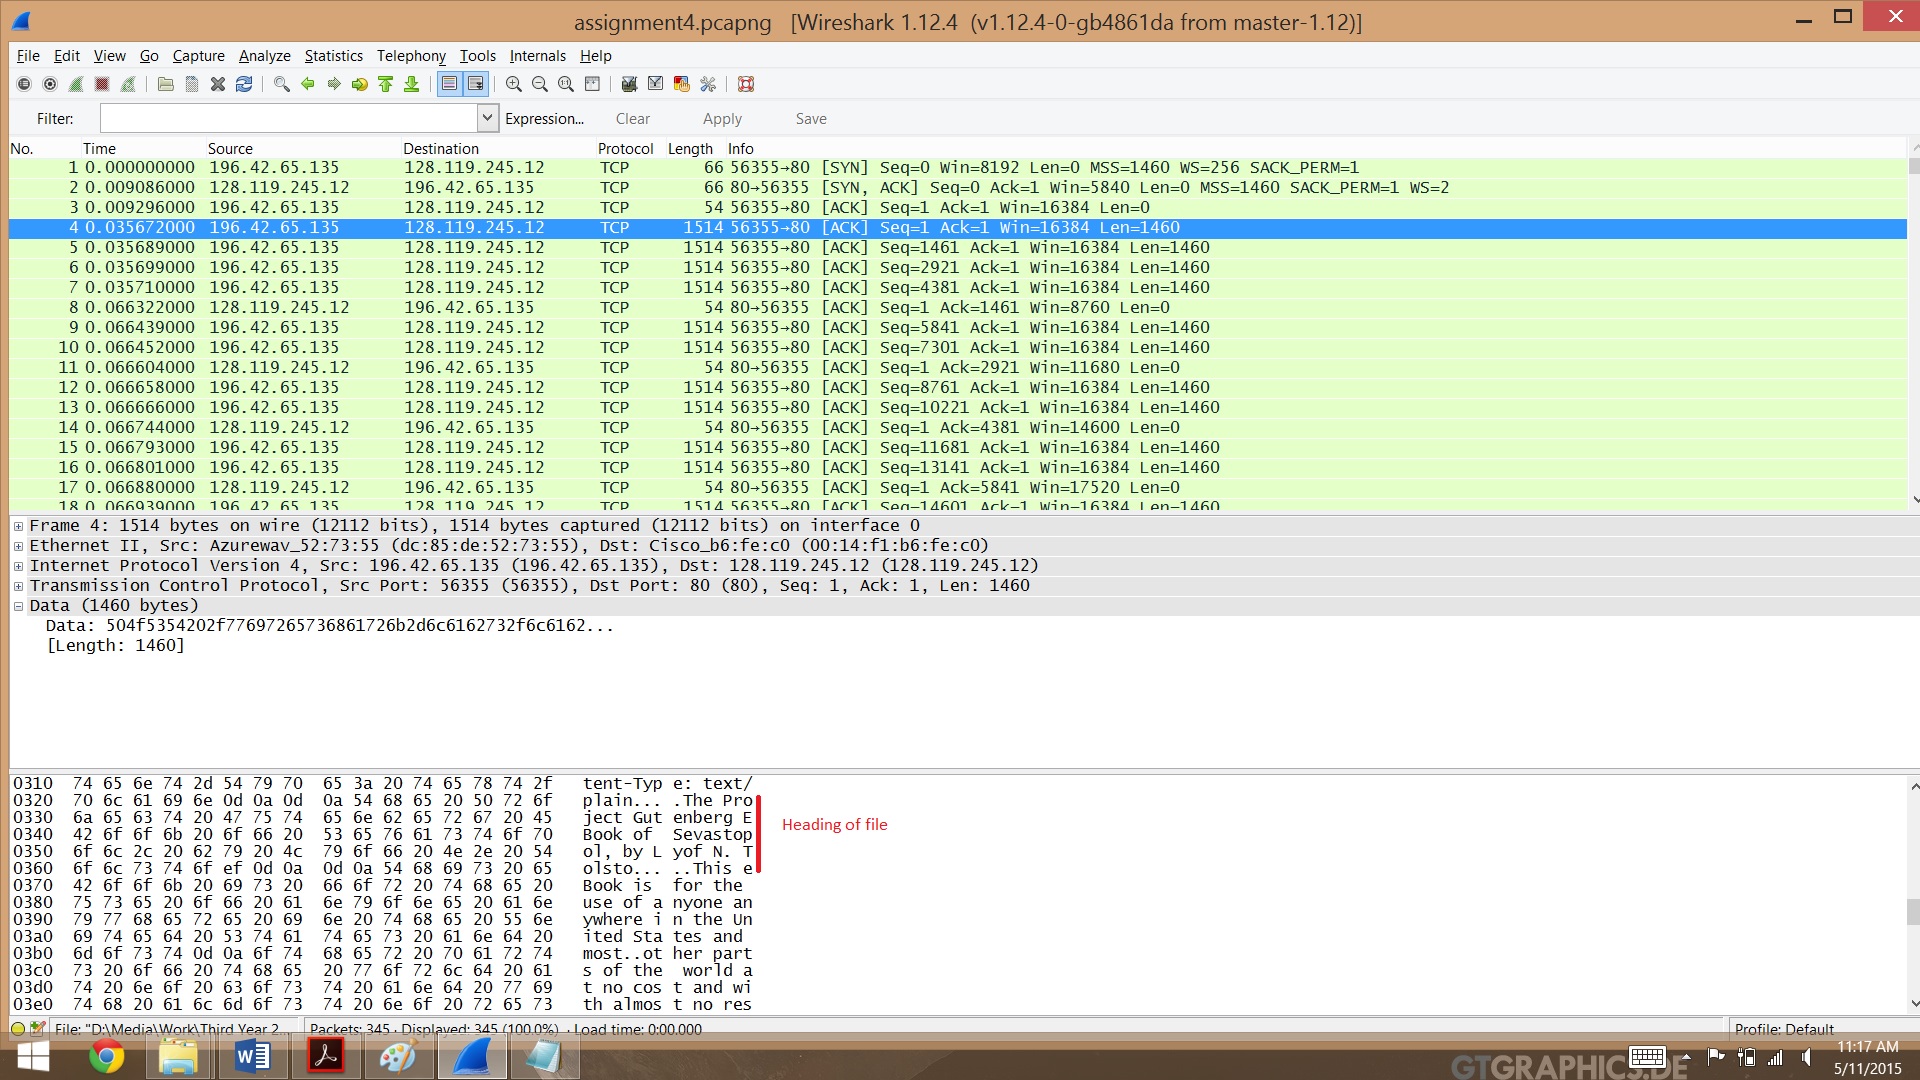 assignment4.pcapng [Wireshark 1.12.4 (v1.12.4-0-gb4861da from master-1.12)]
File Edit View Go Capture Analyze Statistics Telephony Tools Internals Help
Filter: Expression... Clear Apply Save
No. Time Source Destination Protocol Length Info
1 0.000000000 196.42.65.135 128.119.245.12 TCP 66 56355→80 [SYN] Seq=0 Win=8192 Len=0 MSS=1460 WS=256 SACK_PERM=1
2 0.009086000 128.119.245.12 196.42.65.135 TCP 66 80→56355 [SYN, ACK] Seq=0 Ack=1 Win=5840 Len=0 MSS=1460 SACK_PERM=1 WS=2
3 0.009296000 196.42.65.135 128.119.245.12 TCP 54 56355→80 [ACK] Seq=1 Ack=1 Win=16384 Len=0
4 0.035672000 196.42.65.135 128.119.245.12 TCP 1514 56355→80 [ACK] Seq=1 Ack=1 Win=16384 Len=1460
5 0.035689000 196.42.65.135 128.119.245.12 TCP 1514 56355→80 [ACK] Seq=1461 Ack=1 Win=16384 Len=1460
6 0.035699000 196.42.65.135 128.119.245.12 TCP 1514 56355→80 [ACK] Seq=2921 Ack=1 Win=16384 Len=1460
7 0.035710000 196.42.65.135 128.119.245.12 TCP 1514 56355→80 [ACK] Seq=4381 Ack=1 Win=16384 Len=1460
8 0.066322000 128.119.245.12 196.42.65.135 TCP 54 80→56355 [ACK] Seq=1 Ack=1461 Win=8760 Len=0
9 0.066439000 196.42.65.135 128.119.245.12 TCP 1514 56355→80 [ACK] Seq=5841 Ack=1 Win=16384 Len=1460
10 0.066452000 196.42.65.135 128.119.245.12 TCP 1514 56355→80 [ACK] Seq=7301 Ack=1 Win=16384 Len=1460
11 0.066604000 128.119.245.12 196.42.65.135 TCP 54 80→56355 [ACK] Seq=1 Ack=2921 Win=11680 Len=0
12 0.066658000 196.42.65.135 128.119.245.12 TCP 1514 56355→80 [ACK] Seq=8761 Ack=1 Win=16384 Len=1460
13 0.066666000 196.42.65.135 128.119.245.12 TCP 1514 56355→80 [ACK] Seq=10221 Ack=1 Win=16384 Len=1460
14 0.066744000 128.119.245.12 196.42.65.135 TCP 54 80→56355 [ACK] Seq=1 Ack=4381 Win=14600 Len=0
15 0.066793000 196.42.65.135 128.119.245.12 TCP 1514 56355→80 [ACK] Seq=11681 Ack=1 Win=16384 Len=1460
16 0.066801000 196.42.65.135 128.119.245.12 TCP 1514 56355→80 [ACK] Seq=13141 Ack=1 Win=16384 Len=1460
17 0.066880000 128.119.245.12 196.42.65.135 TCP 54 80→56355 [ACK] Seq=1 Ack=5841 Win=17520 Len=0
18 0.066939000 196.42.65.135 128.119.245.12 TCP 1514 56355→80 [ACK] Seq=14601 Ack=1 Win=16384 Len=1460
Frame 4: 1514 bytes on wire (12112 bits), 1514 bytes captured (12112 bits) on interface 0
Ethernet II, Src: Azurewav_52:73:55 (dc:85:de:52:73:55), Dst: Cisco_b6:fe:c0 (00:14:f1:b6:fe:c0)
Internet Protocol Version 4, Src: 196.42.65.135 (196.42.65.135), Dst: 128.119.245.12 (128.119.245.12)
Transmission Control Protocol, Src Port: 56355 (56355), Dst Port: 80 (80), Seq: 1, Ack: 1, Len: 1460
Data (1460 bytes)
Data: 504f5354202f77697265736861726b2d6c6162732f6c6162...
[Length: 1460]
0310 74 65 6e 74 2d 54 79 70 65 3a 20 74 65 78 74 2f tent-Typ e: text/
0320 70 6c 61 69 6e 0d 0a 0d 0a 54 68 65 20 50 72 6f plain... .The Pro
0330 6a 65 63 74 20 47 75 74 65 6e 62 65 72 67 20 45 ject Gut enberg E
0340 42 6f 6f 6b 20 6f 66 20 53 65 76 61 73 74 6f 70 Book of Sevastop
0350 6f 6c 2c 20 62 79 20 4c 79 6f 66 20 4e 2e 20 54 ol, by L yof N. T
0360 6f 6c 73 74 6f ef 0d 0a 0d 0a 54 68 69 73 20 65 olsto... ..This e
0370 42 6f 6f 6b 20 69 73 20 66 6f 72 20 74 68 65 20 Book is for the
0380 75 73 65 20 6f 66 20 61 6e 79 6f 6e 65 20 61 6e use of a nyone an
0390 79 77 68 65 72 65 20 69 6e 20 74 68 65 20 55 6e ywhere i n the Un
03a0 69 74 65 64 20 53 74 61 74 65 73 20 61 6e 64 20 ited Sta tes and
03b0 6d 6f 73 74 0d 0a 6f 74 68 65 72 20 70 61 72 74 most..ot her part
03c0 73 20 6f 66 20 74 68 65 20 77 6f 72 6c 64 20 61 s of the world a
03d0 74 20 6e 6f 20 63 6f 73 74 20 61 6e 64 20 77 69 t no cos t and wi
03e0 74 68 20 61 6c 6d 6f 73 74 20 6e 6f 20 72 65 73 th almos t no res
Heading of file
File: "D:\Media\Work\Third Year 2... Packets: 345 · Displayed: 345 (100.0%) · Load time: 0:00.000 Profile: Default
GTGRAPHICS.DE
11:17 AM
5/11/2015